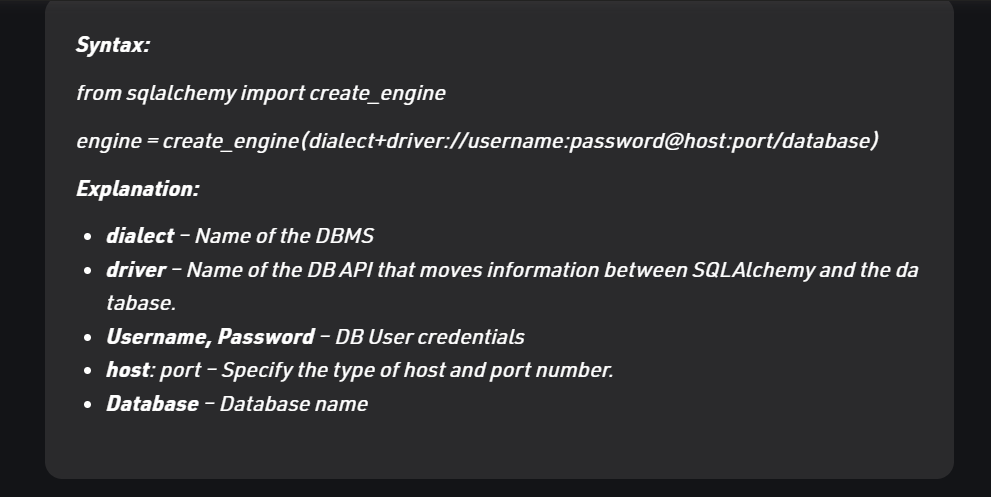 Syntax:
from sqlalchemy import create_engine
engine = create_engine(dialect+driver://username:password@host:port/database)
Explanation:
• dialect – Name of the DBMS
• driver – Name of the DB API that moves information between SQLAlchemy and the da
tabase.
• Username, Password – DB User credentials
• host: port – Specify the type of host and port number.
• Database – Database name